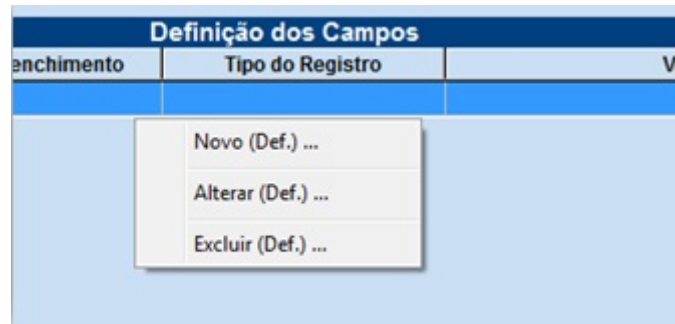 Definição dos Campos
enchimento Tipo do Registro V
Novo (Def.) ...
Alterar (Def.) ...
Excluir (Def.) ...